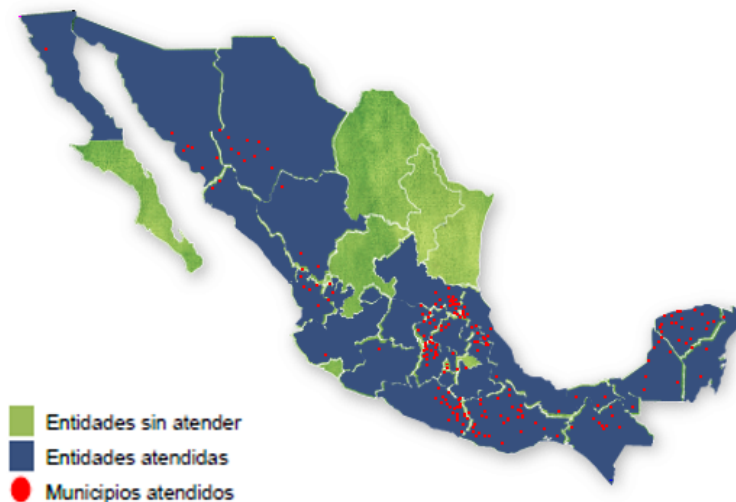 Entidades sin atender
Entidades atendidas
Municipios atendidos